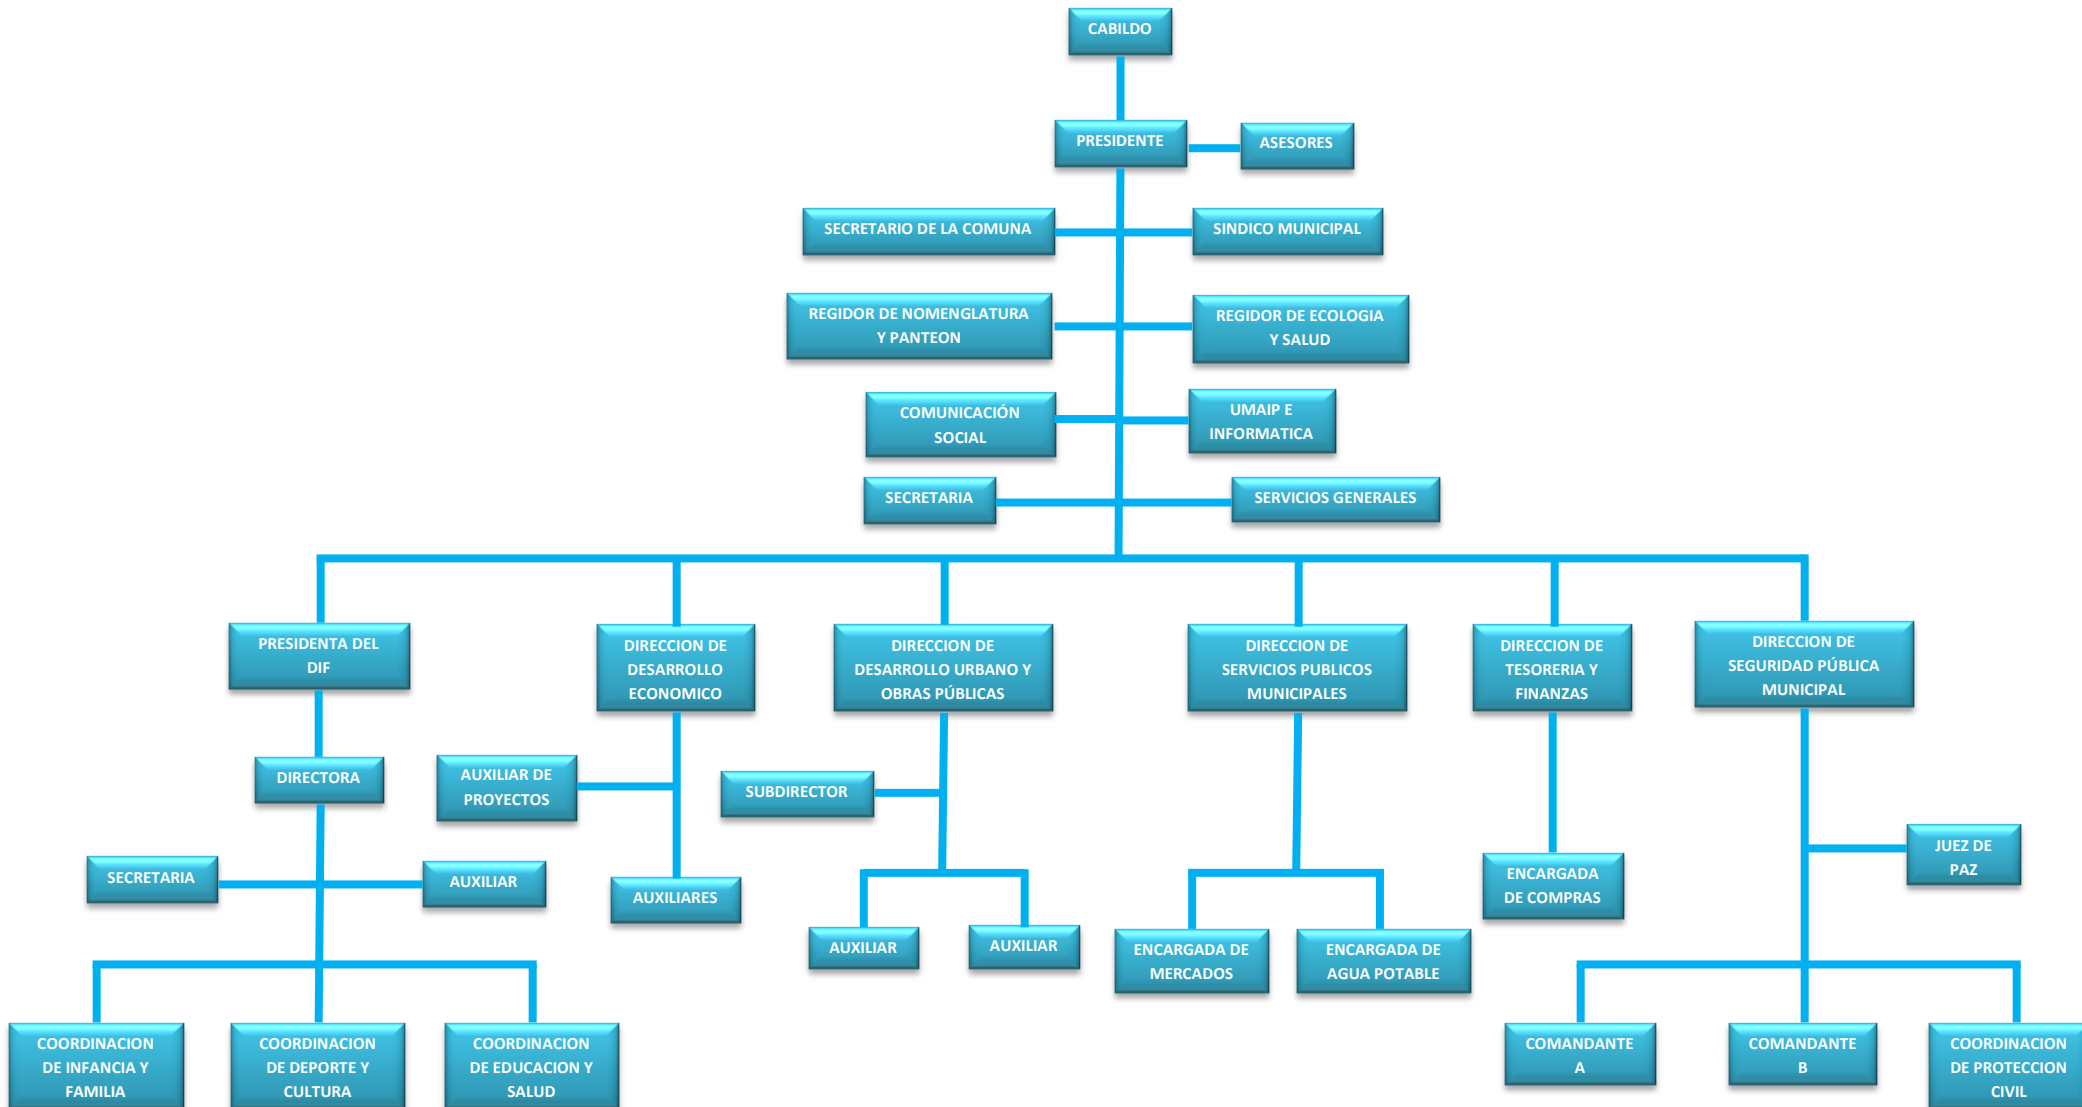 CABILDO
PRESIDENTE
ASESORES
SECRETARIO DE LA COMUNA
SINDICO MUNICIPAL
REGIDOR DE NOMENGLATURA
Y PANTEON
REGIDOR DE ECOLOGIA
Y SALUD
COMUNICACIÓN
SOCIAL
UMAIP E
INFORMATICA
SECRETARIA
SERVICIOS GENERALES
PRESIDENTA DEL
DIF
DIRECCION DE
DESARROLLO
ECONOMICO
DIRECCION DE
DESARROLLO URBANO Y
OBRAS PÚBLICAS
DIRECCION DE
SERVICIOS PUBLICOS
MUNICIPALES
DIRECCION DE
TESORERIA Y
FINANZAS
DIRECCION DE
SEGURIDAD PÚBLICA
MUNICIPAL
DIRECTORA
AUXILIAR DE
PROYECTOS
SUBDIRECTOR
JUEZ DE
PAZ
SECRETARIA
AUXILIAR
AUXILIARES
ENCARGADA
DE COMPRAS
AUXILIAR
AUXILIAR
ENCARGADA DE
MERCADOS
ENCARGADA DE
AGUA POTABLE
COORDINACION
DE INFANCIA Y
FAMILIA
COORDINACION
DE DEPORTE Y
CULTURA
COORDINACION
DE EDUCACION Y
SALUD
COMANDANTE
A
COMANDANTE
B
COORDINACION
DE PROTECCION
CIVIL